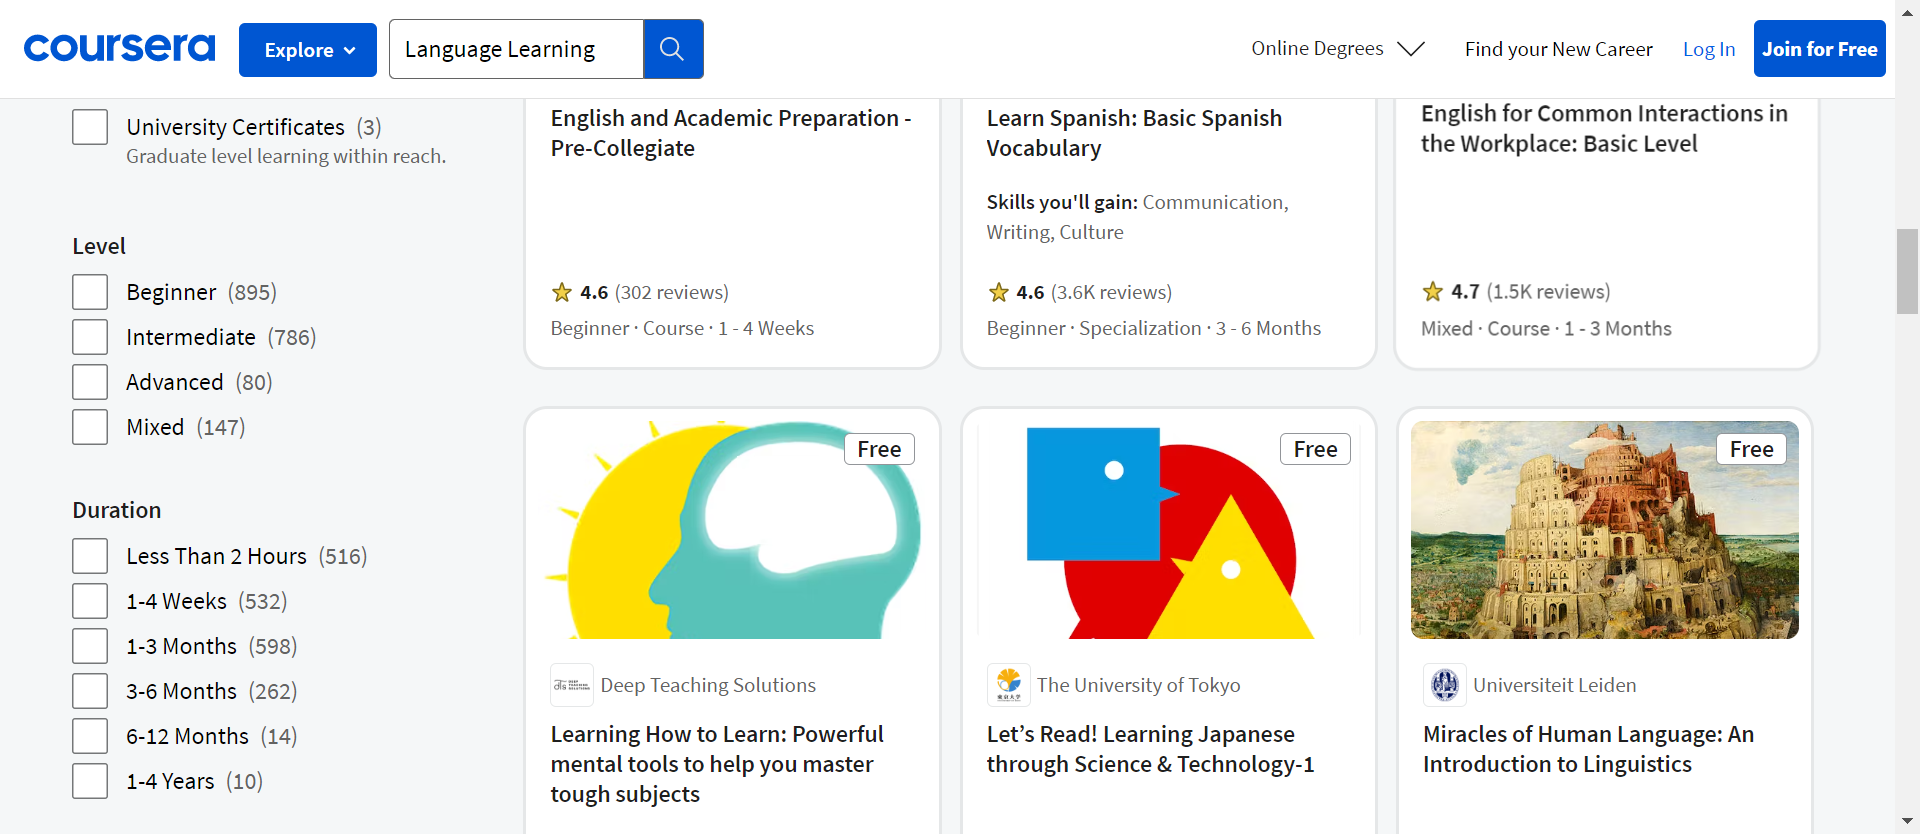 coursera
Explore
Language Learning
Online Degrees
Find your New Career
Log In
Join for Free
University Certificates (3)
Graduate level learning within reach.
Level
Beginner (895)
Intermediate (786)
Advanced (80)
Mixed (147)
Duration
Less Than 2 Hours (516)
1-4 Weeks (532)
1-3 Months (598)
3-6 Months (262)
6-12 Months (14)
1-4 Years (10)
English and Academic Preparation -
Pre-Collegiate
4.6 (302 reviews)
Beginner · Course · 1 - 4 Weeks
Learn Spanish: Basic Spanish
Vocabulary
Skills you'll gain: Communication,
Writing, Culture
4.6 (3.6K reviews)
Beginner · Specialization · 3 - 6 Months
English for Common Interactions in
the Workplace: Basic Level
4.7 (1.5K reviews)
Mixed · Course · 1 - 3 Months
Free
DEEP TEACHING SOLUTIONS
Deep Teaching Solutions
Learning How to Learn: Powerful
mental tools to help you master
tough subjects
Free
東京大学
The University of Tokyo
Let’s Read! Learning Japanese
through Science & Technology-1
Free
Universiteit Leiden
Miracles of Human Language: An
Introduction to Linguistics